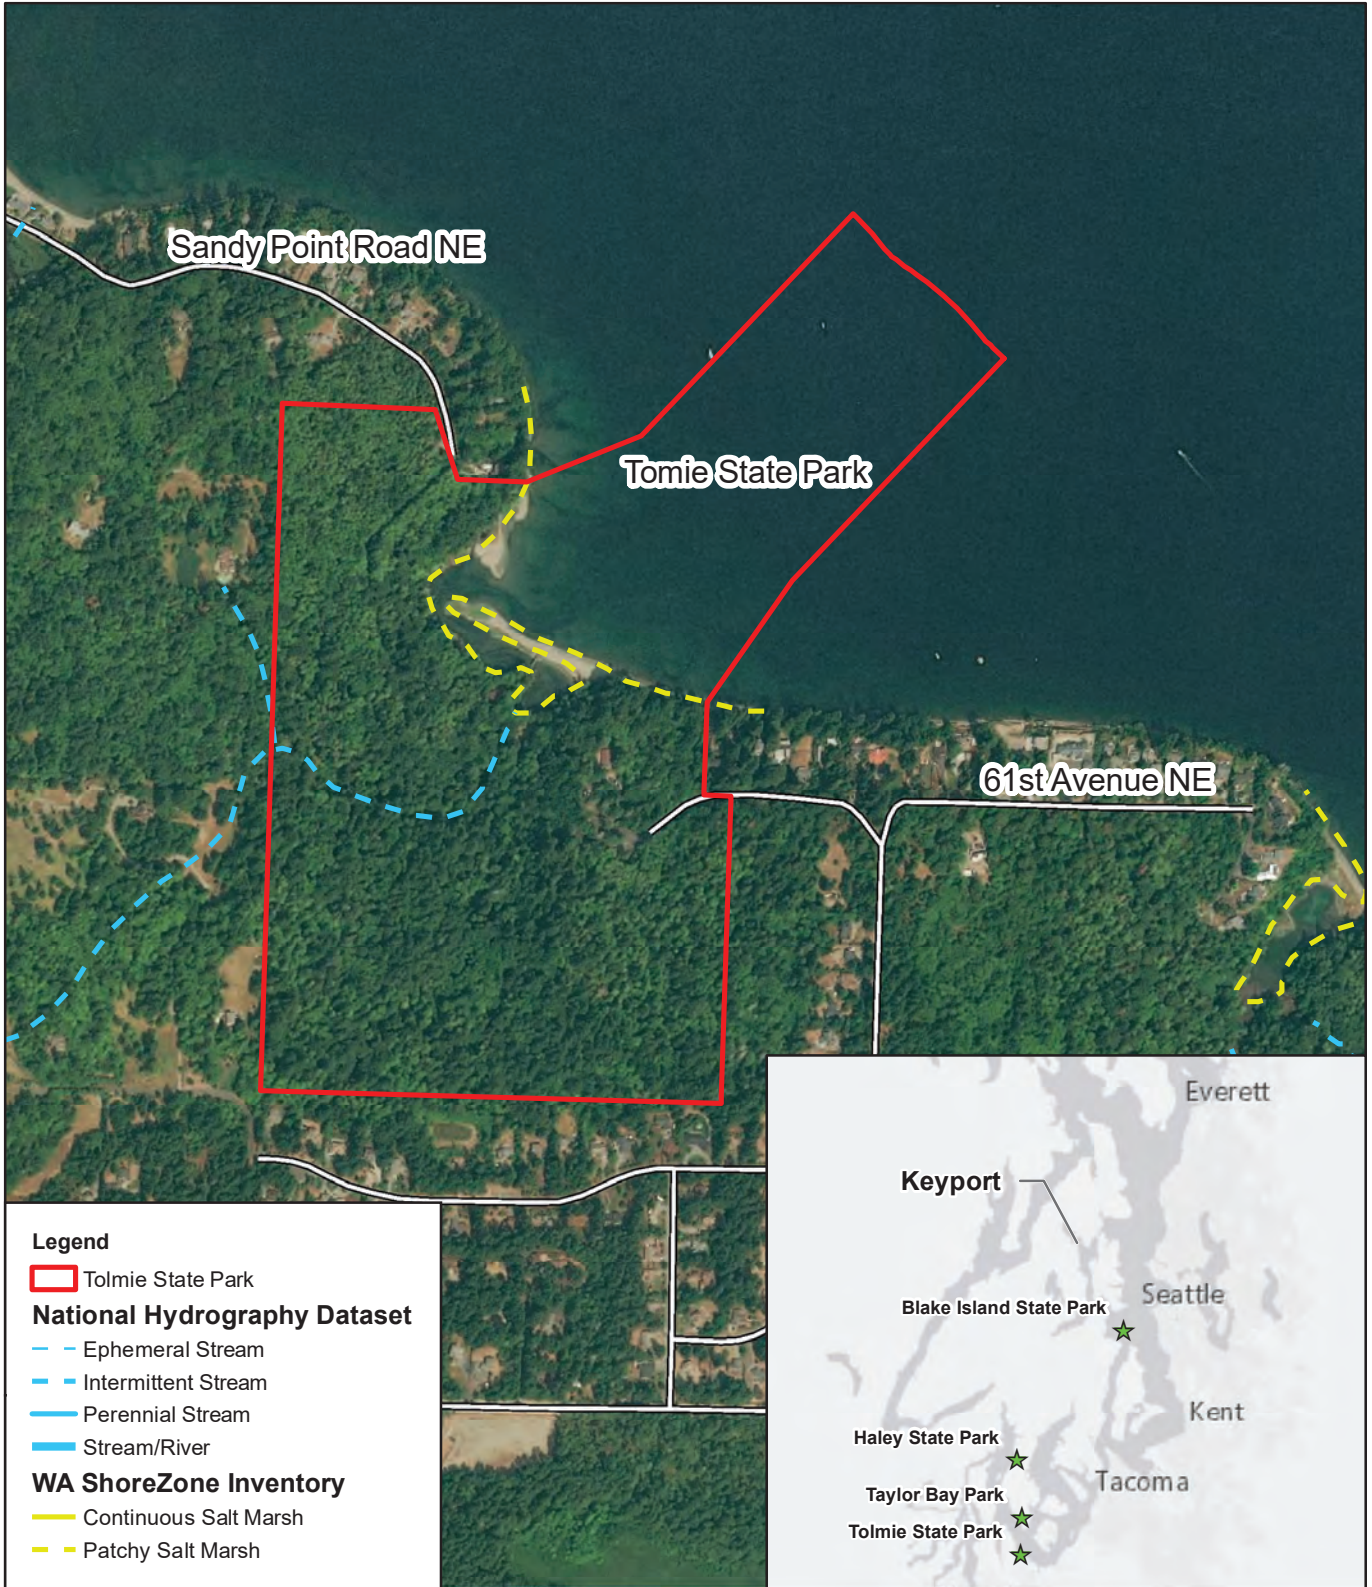 Sandy Point Road NE
Tomie State Park
61st Avenue NE
Legend
Tolmie State Park
National Hydrography Dataset
Ephemeral Stream
Intermittent Stream
Perennial Stream
Stream/River
WA ShoreZone Inventory
Continuous Salt Marsh
Patchy Salt Marsh
Everett
Keyport
Seattle
Blake Island State Park
Kent
Haley State Park
Tacoma
Taylor Bay Park
Tolmie State Park